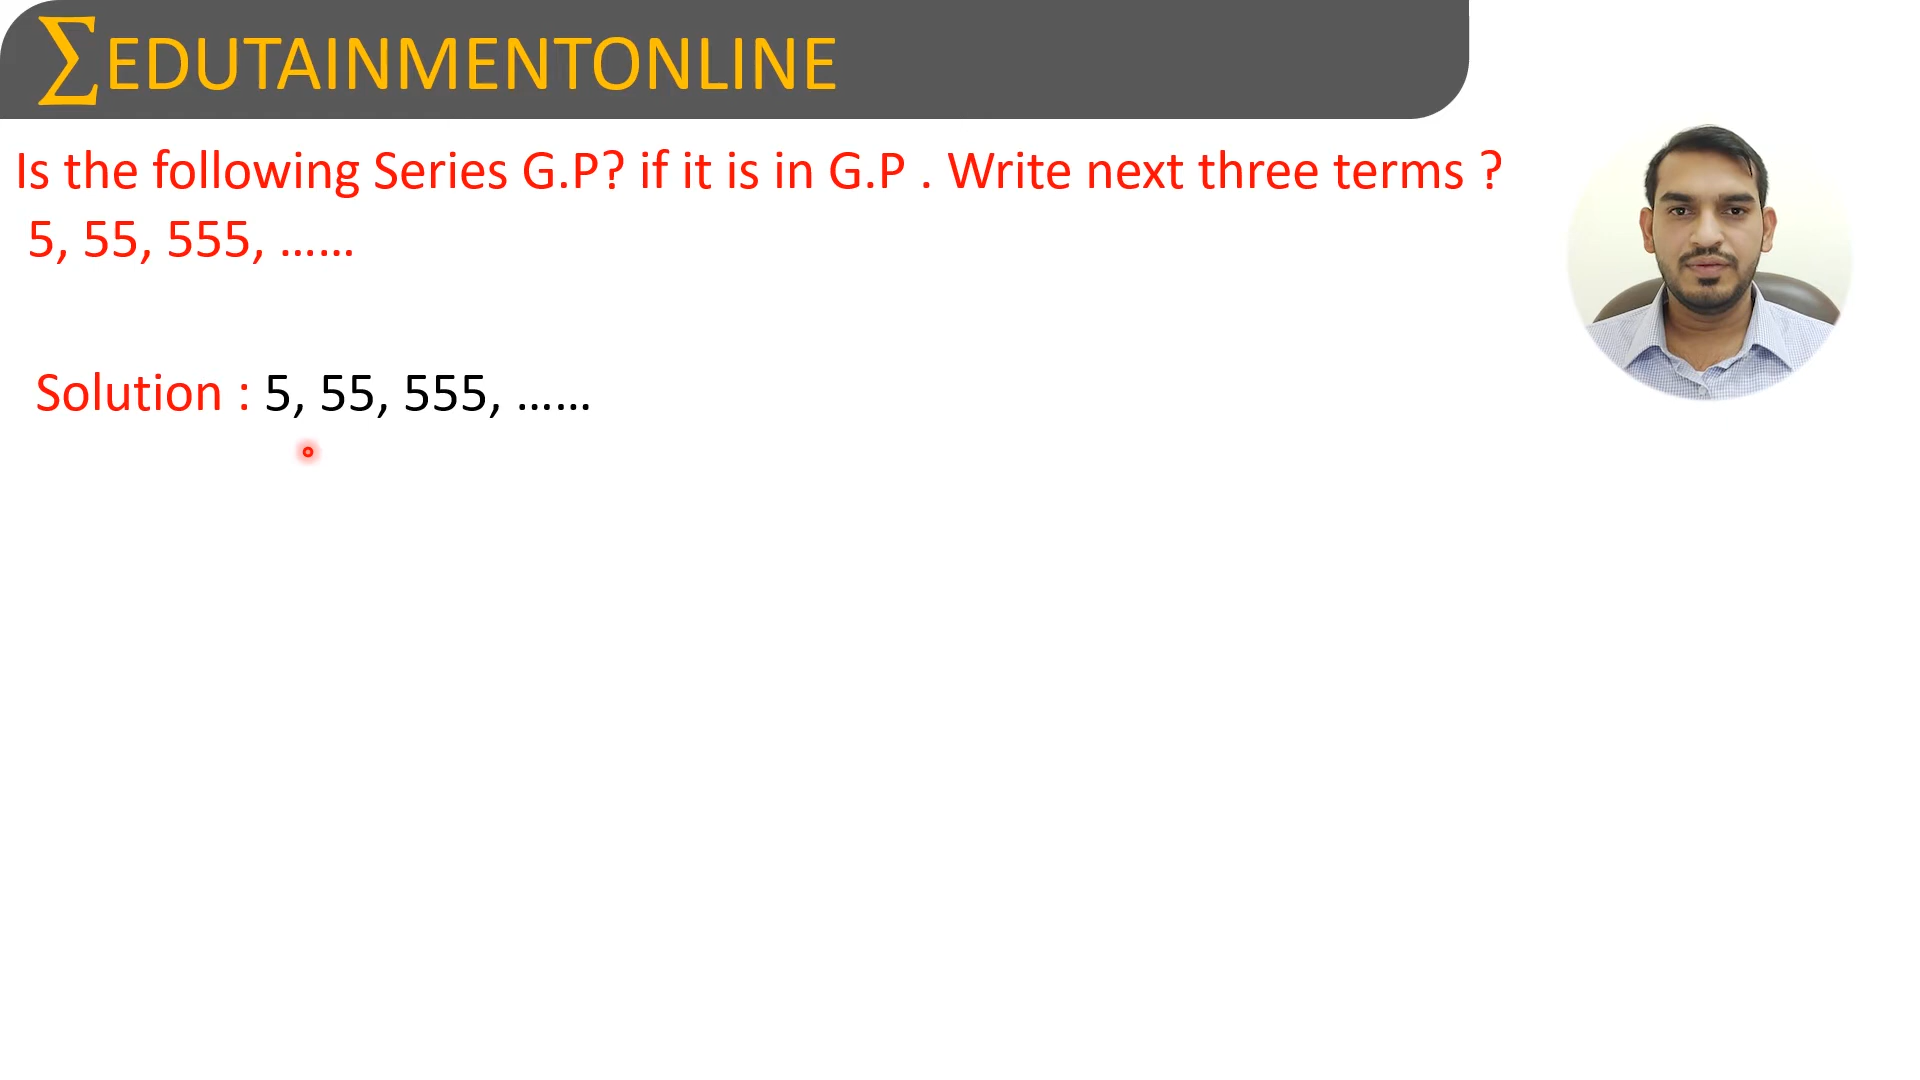 ∑EDUTAINMENTONLINE
Is the following Series G.P? if it is in G.P . Write next three terms ?
5, 55, 555, ……
Solution : 5, 55, 555, ……